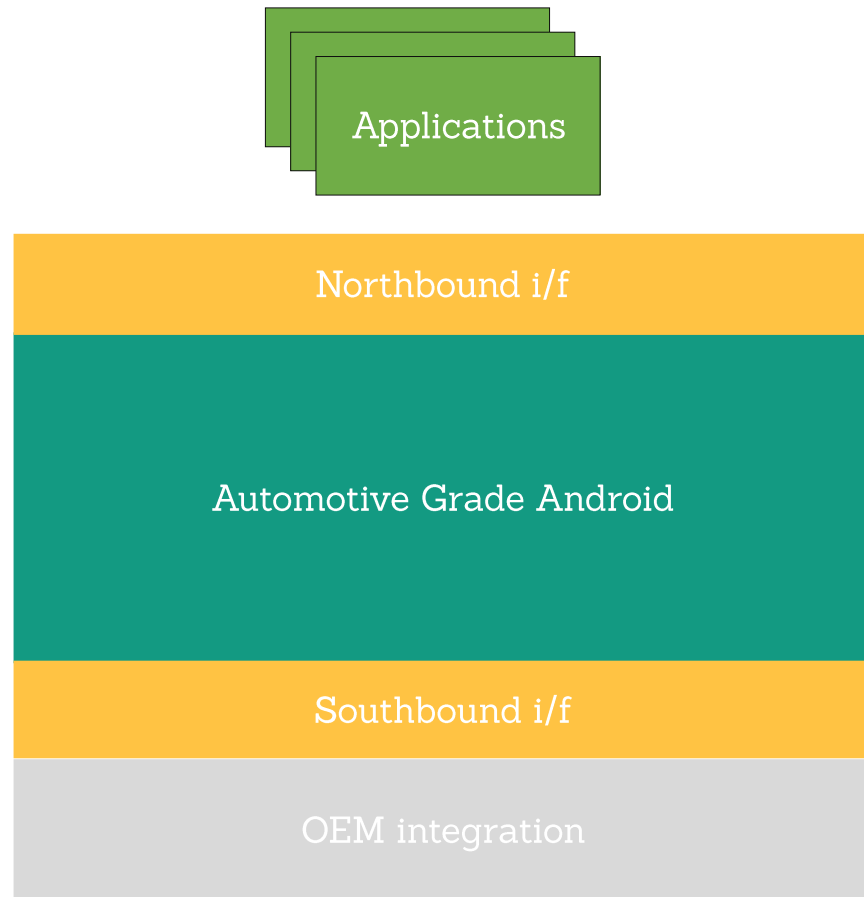 Applications
Northbound i/f
Automotive Grade Android
Southbound i/f
OEM integration